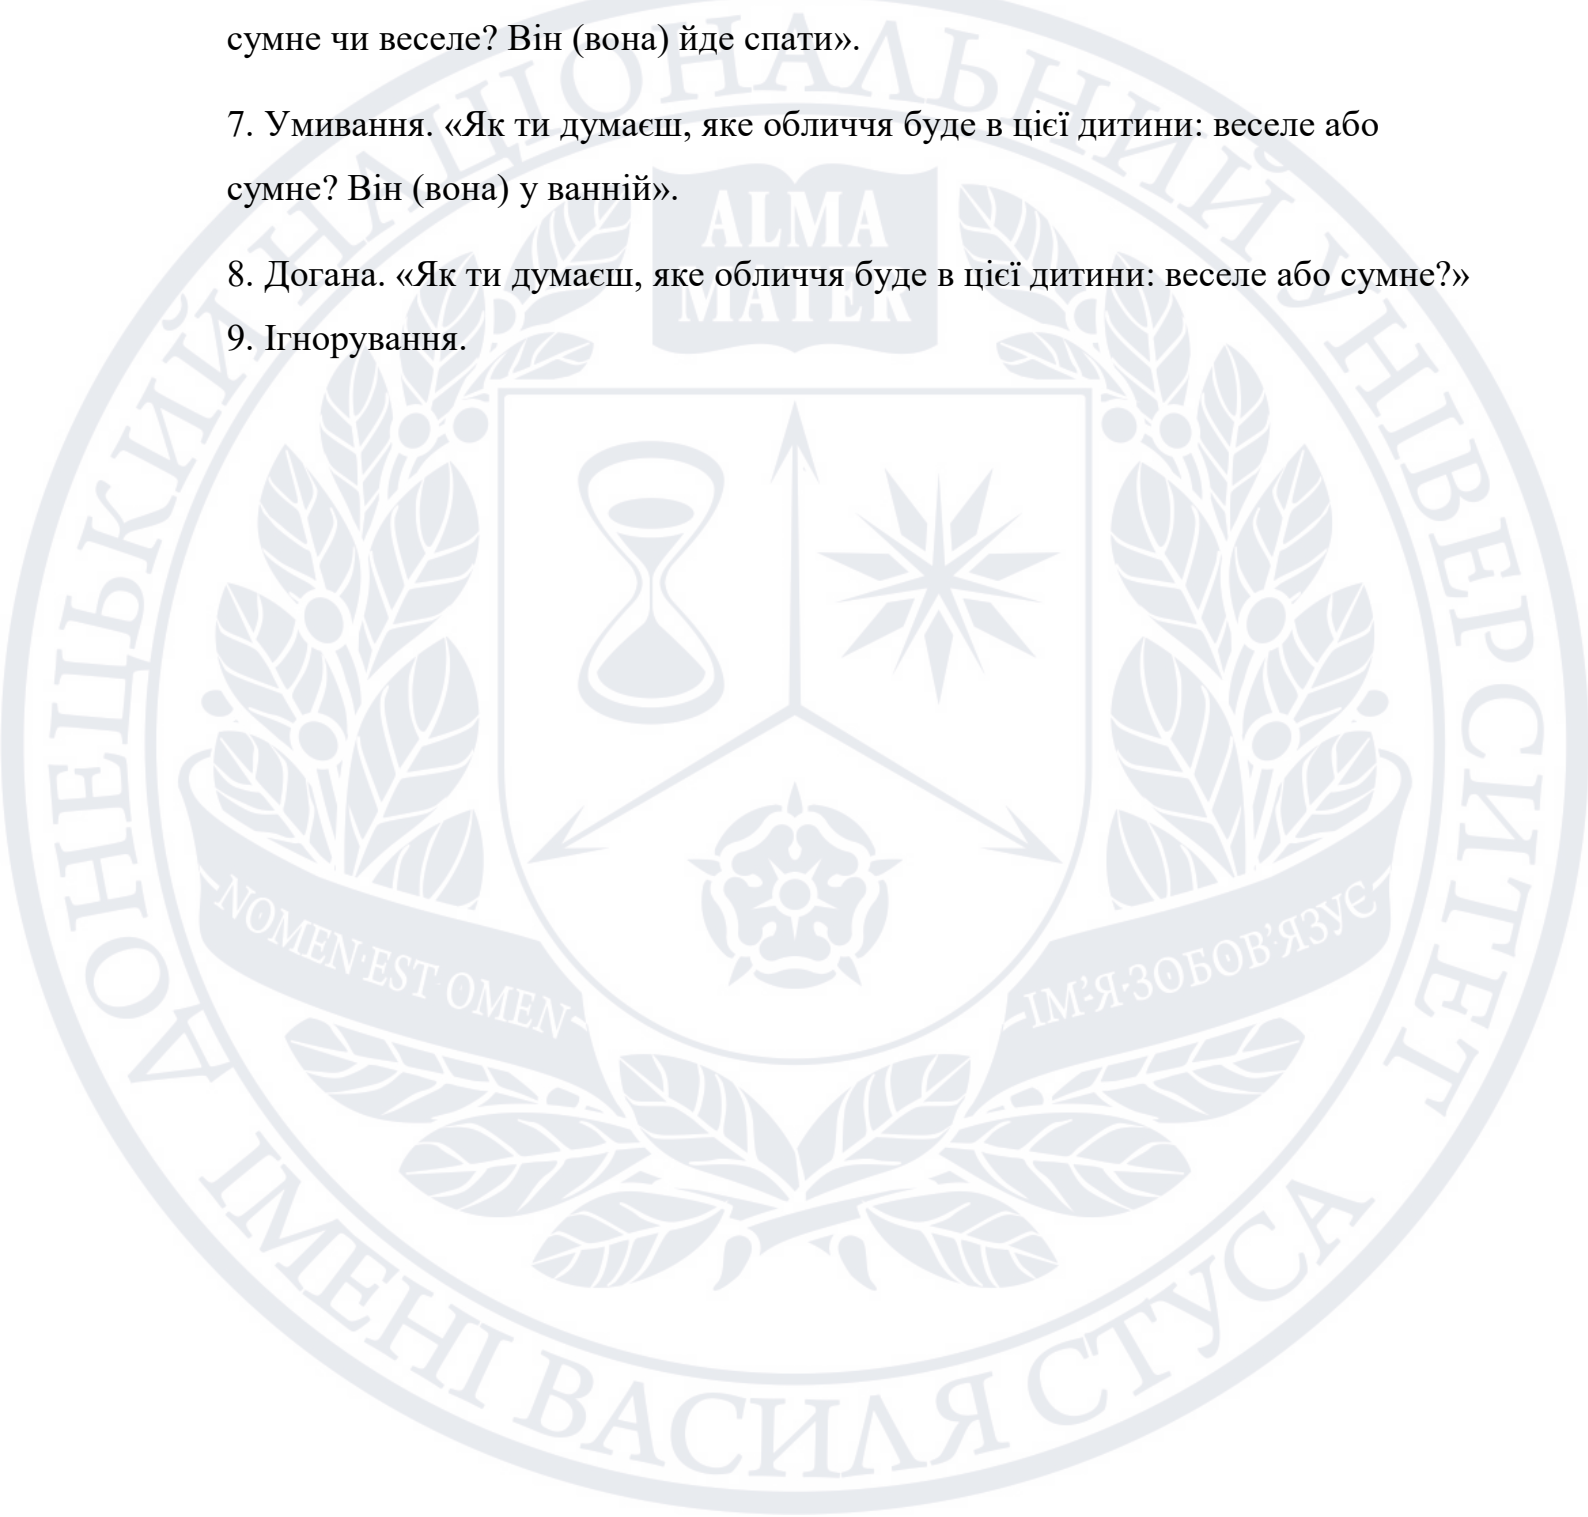 сумне чи веселе? Він (вона) йде спати».
7. Умивання. «Як ти думаєш, яке обличчя буде в цієї дитини: веселе або
сумне? Він (вона) у ванній».
8. Догана. «Як ти думаєш, яке обличчя буде в цієї дитини: веселе або сумне?»
9. Ігнорування.
ДОНЕЦЬКИЙ НАЦІОНАЛЬНИЙ УНІВЕРСИТЕТ
ІМЕНІ ВАСИЛЯ СТУСА
ALMA
MATER
NOMEN·EST·OMEN
ІМ'Я·ЗОБОВ'ЯЗУЄ